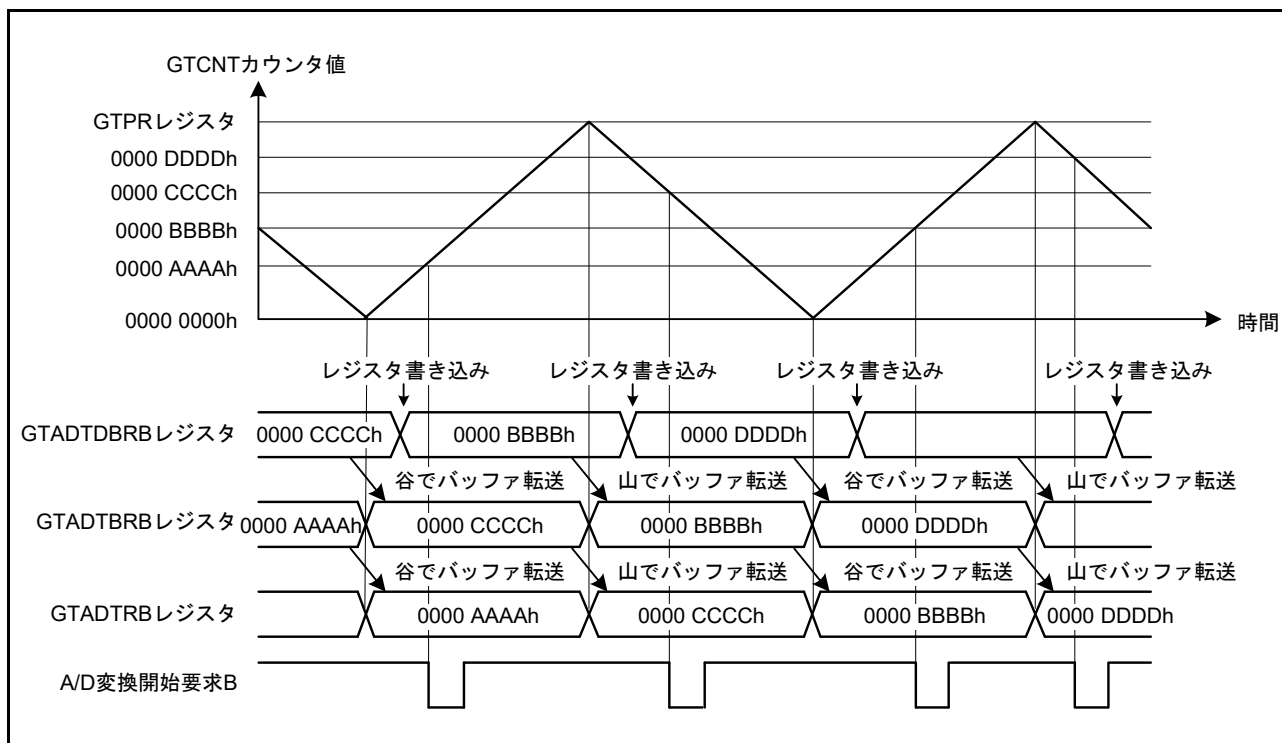 GTCNTカウンタ値
GTPRレジスタ
0000 DDDDh
0000 CCCCh
0000 BBBBh
0000 AAAAh
0000 0000h
時間
レジスタ書き込み レジスタ書き込み レジスタ書き込み レジスタ書き込み
GTADTDBRBレジスタ 0000 CCCCh 0000 BBBBh 0000 DDDDh
谷でバッファ転送 山でバッファ転送 谷でバッファ転送 山でバッファ転送
GTADTBRBレジスタ 0000 AAAAh 0000 CCCCh 0000 BBBBh 0000 DDDDh
谷でバッファ転送 山でバッファ転送 谷でバッファ転送 山でバッファ転送
GTADTRBレジスタ 0000 AAAAh 0000 CCCCh 0000 BBBBh 0000 DDDDh
A/D変換開始要求B